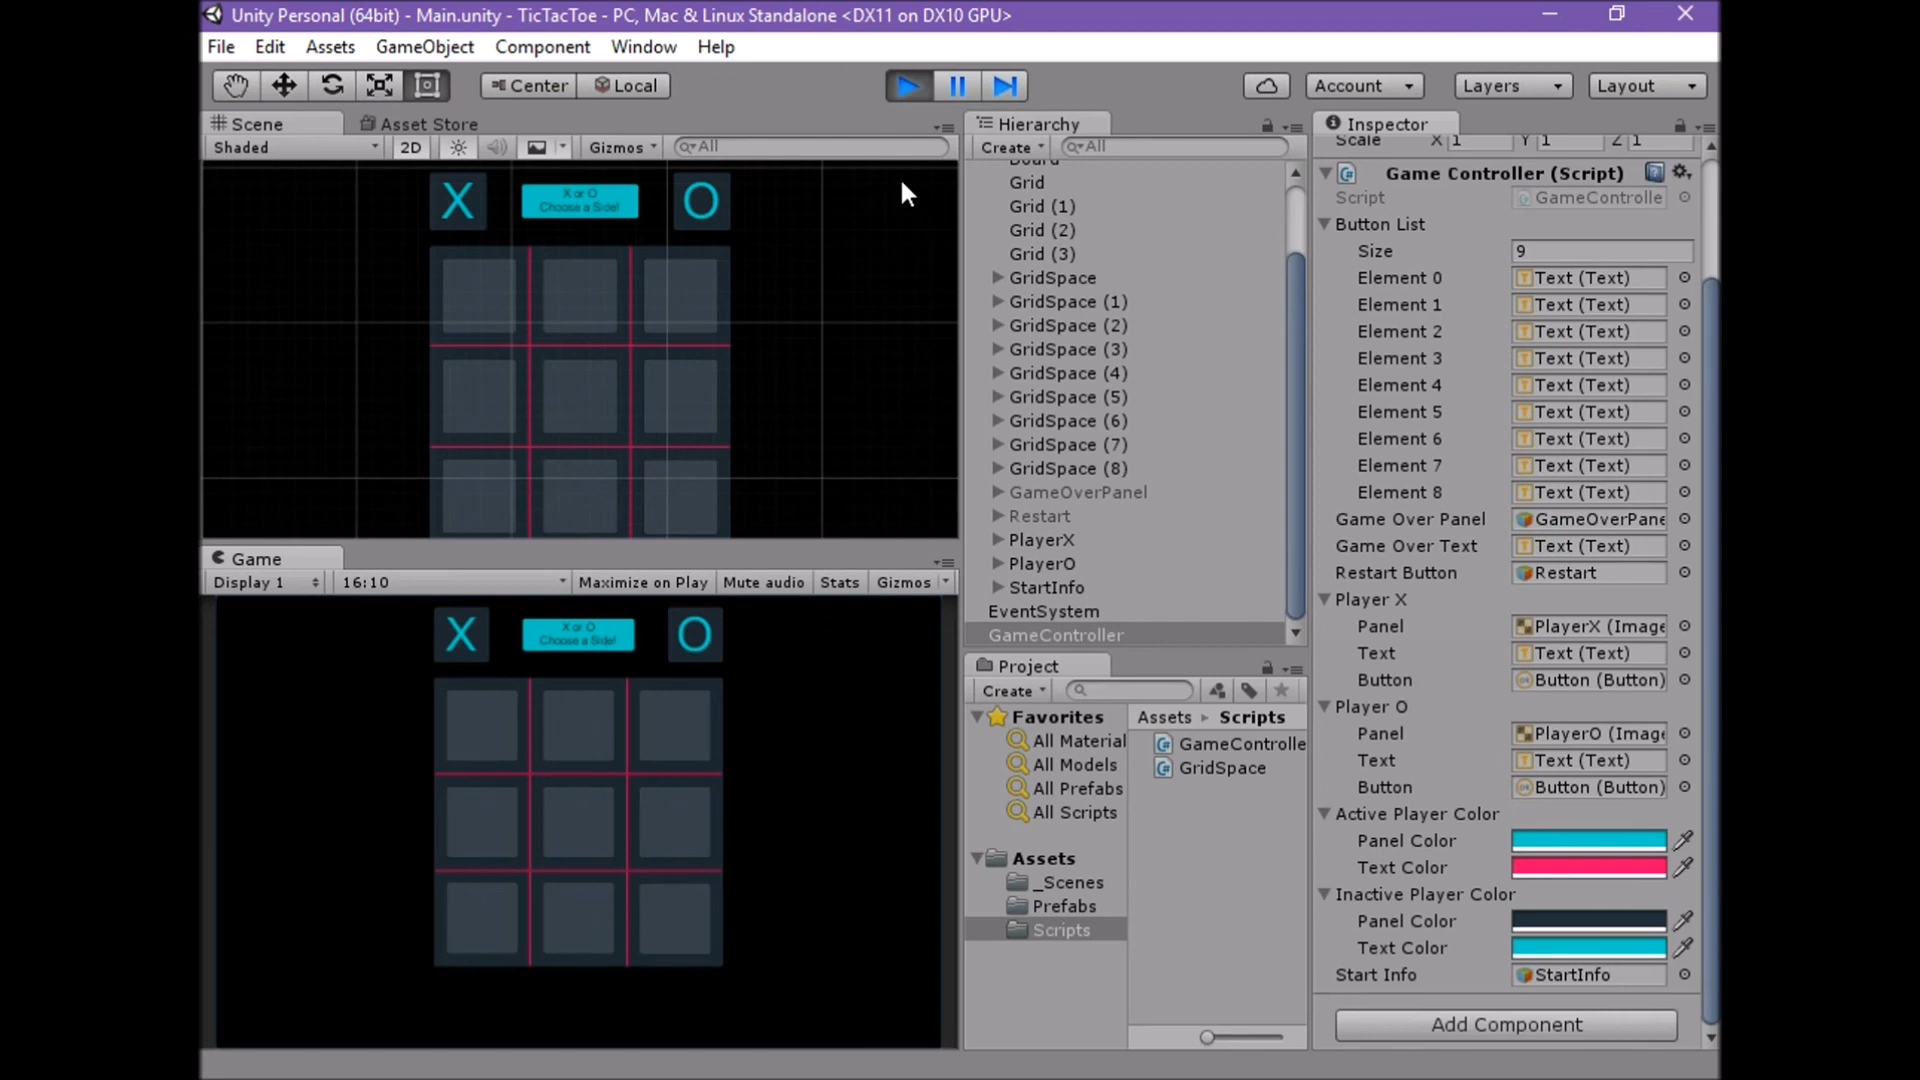 Unity Personal (64bit) - Main.unity - TicTacToe - PC, Mac & Linux Standalone <DX11 on DX10 GPU>
File Edit Assets GameObject Component Window Help
Center Local Account Layers Layout
Scene Asset Store
Shaded 2D Gizmos All
X
X or O
Choose a Side!
O
Game
Display 1 16:10 Maximize on Play Mute audio Stats Gizmos
X
X or O
Choose a Side!
O
Hierarchy
Create All
Board
Grid
Grid (1)
Grid (2)
Grid (3)
GridSpace
GridSpace (1)
GridSpace (2)
GridSpace (3)
GridSpace (4)
GridSpace (5)
GridSpace (6)
GridSpace (7)
GridSpace (8)
GameOverPanel
Restart
PlayerX
PlayerO
StartInfo
EventSystem
GameController
Project
Create
Favorites
All Material
All Models
All Prefabs
All Scripts
Assets
_Scenes
Prefabs
Scripts
Assets Scripts
GameControlle
GridSpace
Inspector
Scale X 1 Y 1 Z 1
Game Controller (Script)
Script GameControlle
Button List
Size 9
Element 0 Text (Text)
Element 1 Text (Text)
Element 2 Text (Text)
Element 3 Text (Text)
Element 4 Text (Text)
Element 5 Text (Text)
Element 6 Text (Text)
Element 7 Text (Text)
Element 8 Text (Text)
Game Over Panel GameOverPane
Game Over Text Text (Text)
Restart Button Restart
Player X
Panel PlayerX (Image
Text Text (Text)
Button Button (Button)
Player O
Panel PlayerO (Image
Text Text (Text)
Button Button (Button)
Active Player Color
Panel Color
Text Color
Inactive Player Color
Panel Color
Text Color
Start Info StartInfo
Add Component